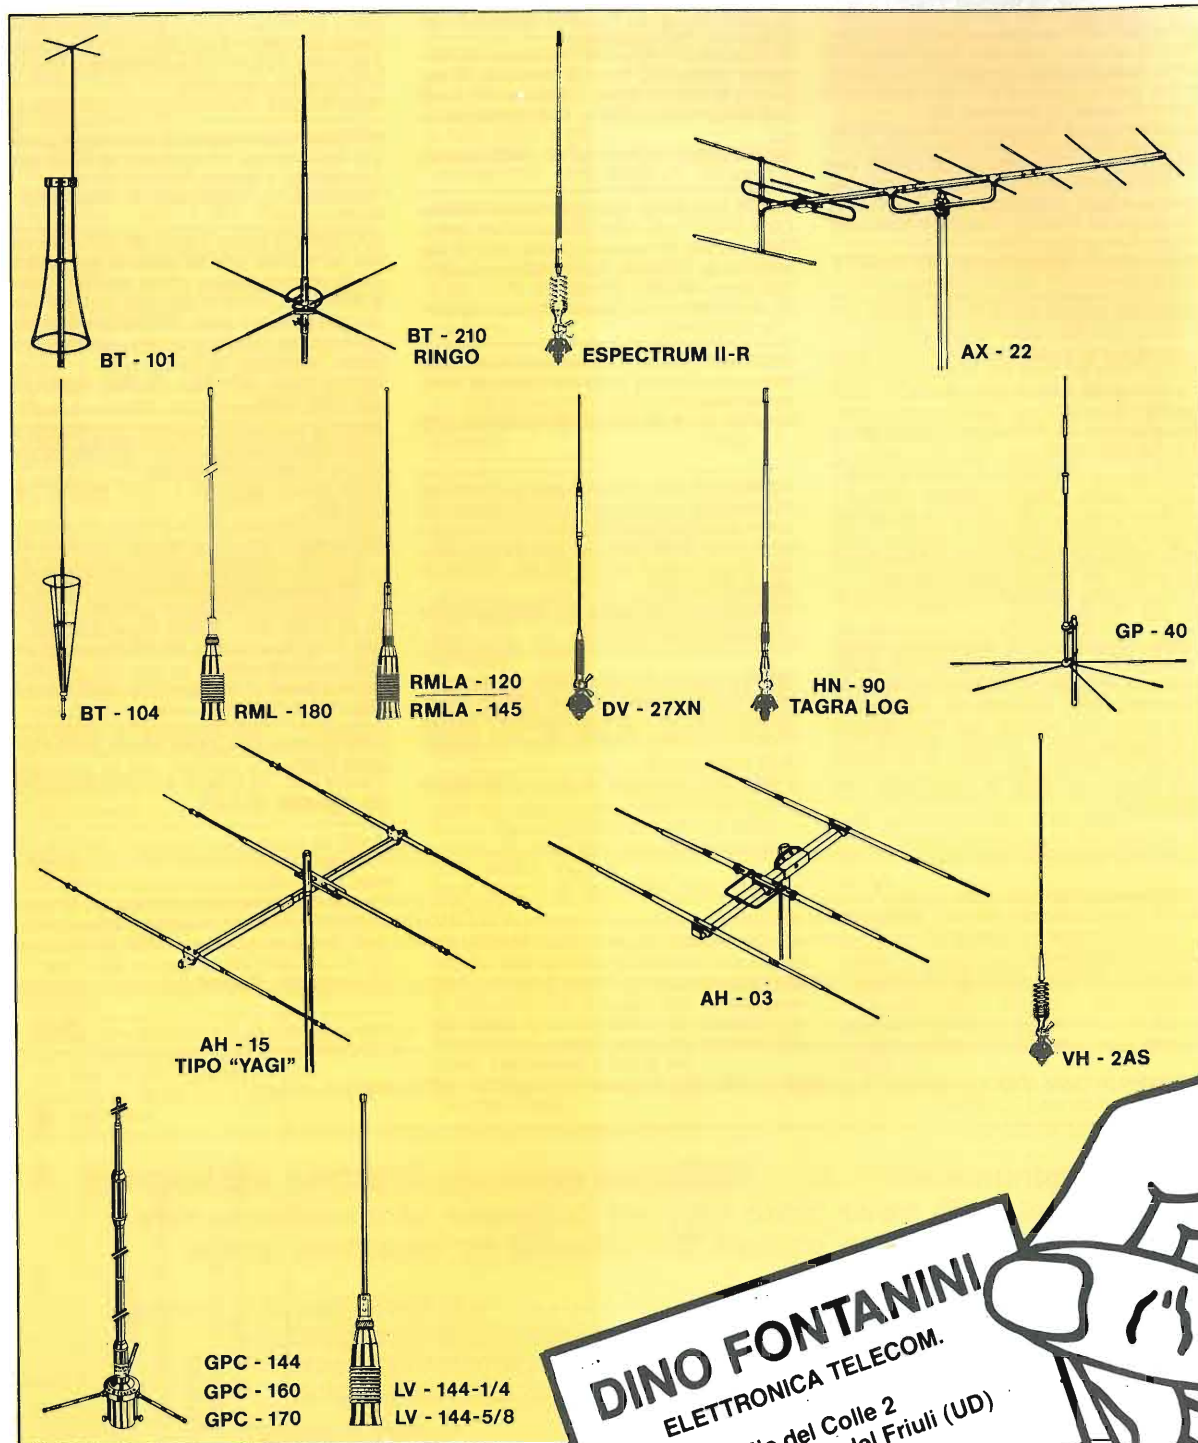 BT - 101
BT - 210
RINGO
ESPECTRUM II-R
AX - 22
BT - 104
RML - 180
RMLA - 120
RMLA - 145
DV - 27XN
HN - 90
TAGRA LOG
GP - 40
AH - 15
TIPO “YAGI”
AH - 03
VH - 2AS
GPC - 144
GPC - 160
GPC - 170
LV - 144-1/4
LV - 144-5/8
DINO FONTANINI
ELETTRONICA TELECOM.
del Colle 2
del Friuli (UD)